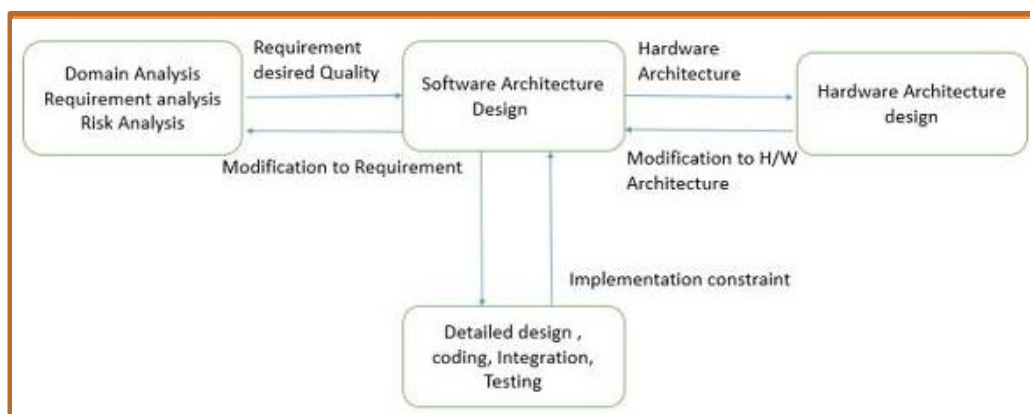 Requirement
desired Quality
Hardware
Architecture
Domain Analysis
Requirement analysis
Risk Analysis
Software Architecture
Design
Hardware Architecture
design
Modification to Requirement
Modification to H/W
Architecture
Implementation constraint
Detailed design ,
coding, Integration,
Testing